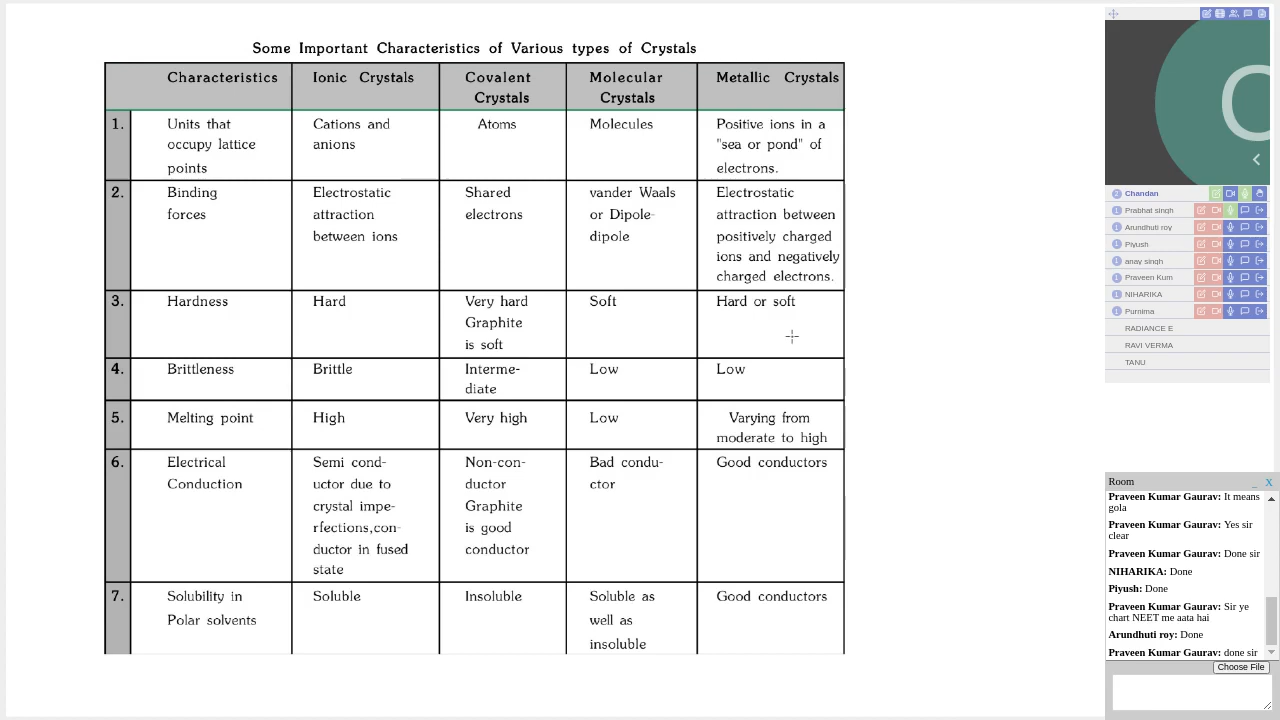 Some Important Characteristics of Various types of Crystals
Characteristics Ionic Crystals Covalent Crystals Molecular Crystals Metallic Crystals
1. Units that occupy lattice points
Cations and anions
Atoms
Molecules
Positive ions in a "sea or pond" of electrons.
2. Binding forces
Electrostatic attraction between ions
Shared electrons
vander Waals or Dipole-dipole
Electrostatic attraction between positively charged ions and negatively charged electrons.
3. Hardness
Hard
Very hard Graphite is soft
Soft
Hard or soft
4. Brittleness
Brittle
Interme-diate
Low
Low
5. Melting point
High
Very high
Low
Varying from moderate to high
6. Electrical Conduction
Semi cond-uctor due to crystal impe-rfections,con-ductor in fused state
Non-con-ductor Graphite is good conductor
Bad condu-ctor
Good conductors
7. Solubility in Polar solvents
Soluble
Insoluble
Soluble as well as insoluble
Good conductors
C
2 Chandan
1 Prabhat singh
1 Arundhuti roy
1 Piyush
1 anay singh
1 Praveen Kum
1 NIHARIKA
1 Purnima
RADIANCE E
RAVI VERMA
TANU
Room _ X
Praveen Kumar Gaurav: It means
gola
Praveen Kumar Gaurav: Yes sir
clear
Praveen Kumar Gaurav: Done sir
NIHARIKA: Done
Piyush: Done
Praveen Kumar Gaurav: Sir ye
chart NEET me aata hai
Arundhuti roy: Done
Praveen Kumar Gaurav: done sir
Choose File